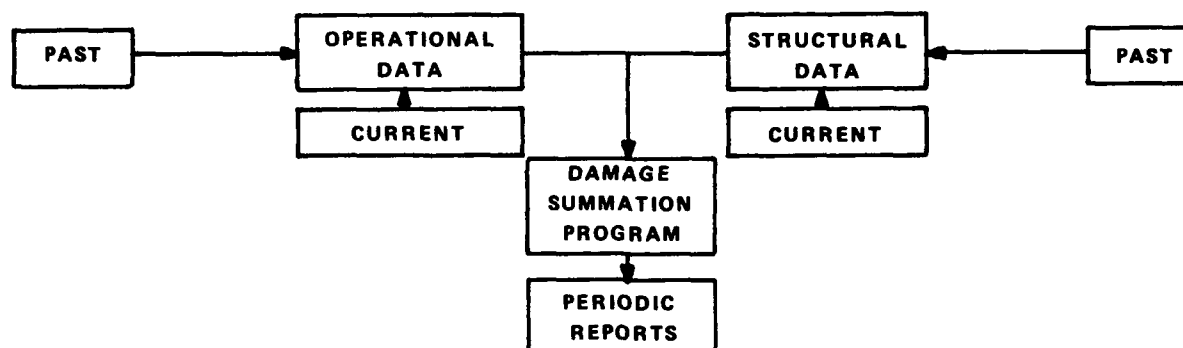 PAST
OPERATIONAL
DATA
STRUCTURAL
DATA
PAST
CURRENT
CURRENT
DAMAGE
SUMMATION
PROGRAM
PERIODIC
REPORTS